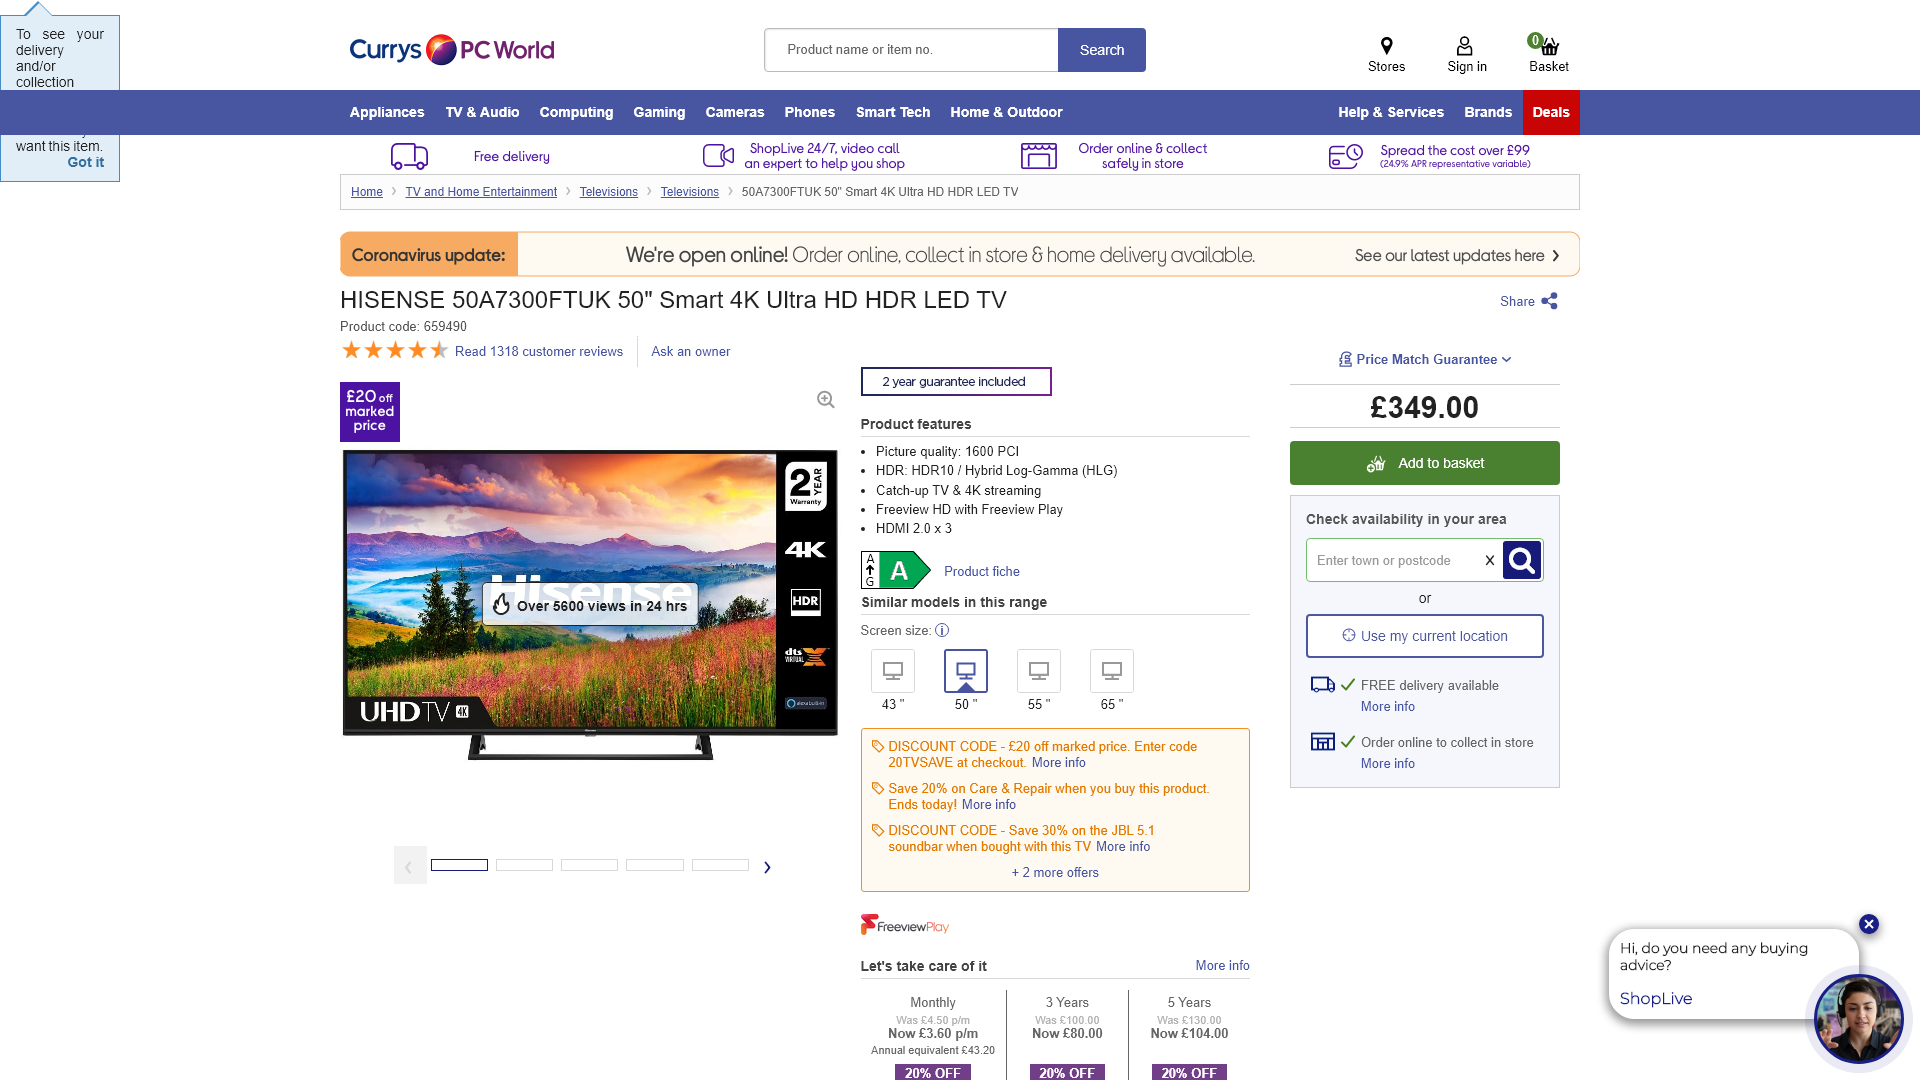 To see your
delivery
and/or
collection
want this item.
Got it
Currys PC World
Product name or item no.
Search
Stores
Sign in
0
Basket
Appliances
TV & Audio
Computing
Gaming
Cameras
Phones
Smart Tech
Home & Outdoor
Help & Services
Brands
Deals
Free delivery
ShopLive 24/7, video call
an expert to help you shop
Order online & collect
safely in store
Spread the cost over £99
(24.9% APR representative variable)
Home
TV and Home Entertainment
Televisions
Televisions
50A7300FTUK 50" Smart 4K Ultra HD HDR LED TV
Coronavirus update:
We're open online! Order online, collect in store & home delivery available.
See our latest updates here
HISENSE 50A7300FTUK 50" Smart 4K Ultra HD HDR LED TV
Share
Product code: 659490
Read 1318 customer reviews
Ask an owner
£20 off
marked
price
2 YEAR
Warranty
4K
Hisense
Over 5600 views in 24 hrs
HDR
dts
VIRTUAL X
alexa built-in
UHD TV 4K
2 year guarantee included
Product features
Picture quality: 1600 PCI
HDR: HDR10 / Hybrid Log-Gamma (HLG)
Catch-up TV & 4K streaming
Freeview HD with Freeview Play
HDMI 2.0 x 3
A
G
A
Product fiche
Similar models in this range
Screen size:
43 "
50 "
55 "
65 "
DISCOUNT CODE - £20 off marked price. Enter code
20TVSAVE at checkout. More info
Save 20% on Care & Repair when you buy this product.
Ends today! More info
DISCOUNT CODE - Save 30% on the JBL 5.1
soundbar when bought with this TV More info
+ 2 more offers
FreeviewPlay
Let's take care of it
More info
Monthly
Was £4.50 p/m
Now £3.60 p/m
Annual equivalent £43.20
20% OFF
3 Years
Was £100.00
Now £80.00
20% OFF
5 Years
Was £130.00
Now £104.00
20% OFF
Price Match Guarantee
£349.00
Add to basket
Check availability in your area
Enter town or postcode
X
or
Use my current location
FREE delivery available
More info
Order online to collect in store
More info
Hi, do you need any buying
advice?
ShopLive